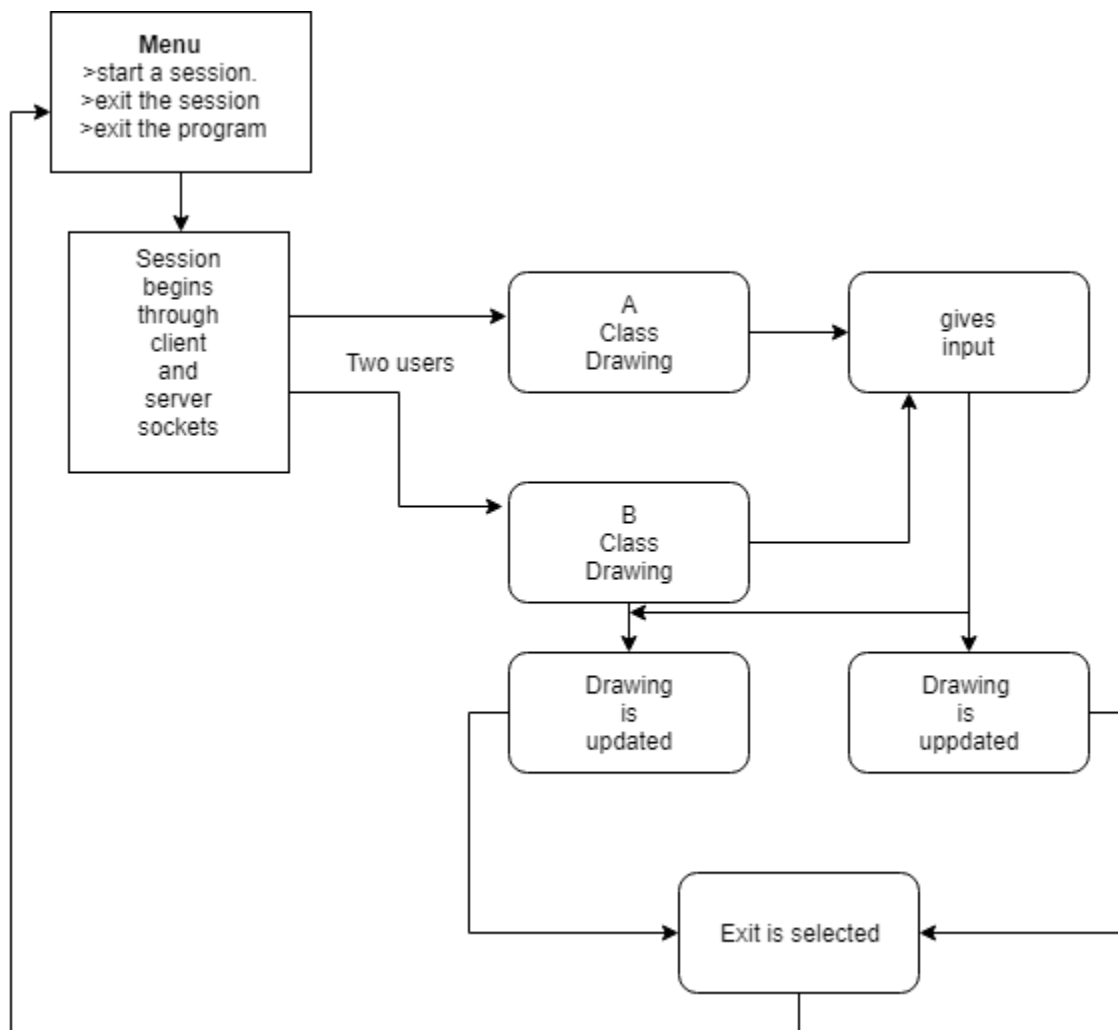 Menu
>start a session.
>exit the session
>exit the program
Session
begins
through
client
and
server
sockets
Two users
A
Class
Drawing
gives
input
B
Class
Drawing
Drawing
is
updated
Drawing
is
uppdated
Exit is selected